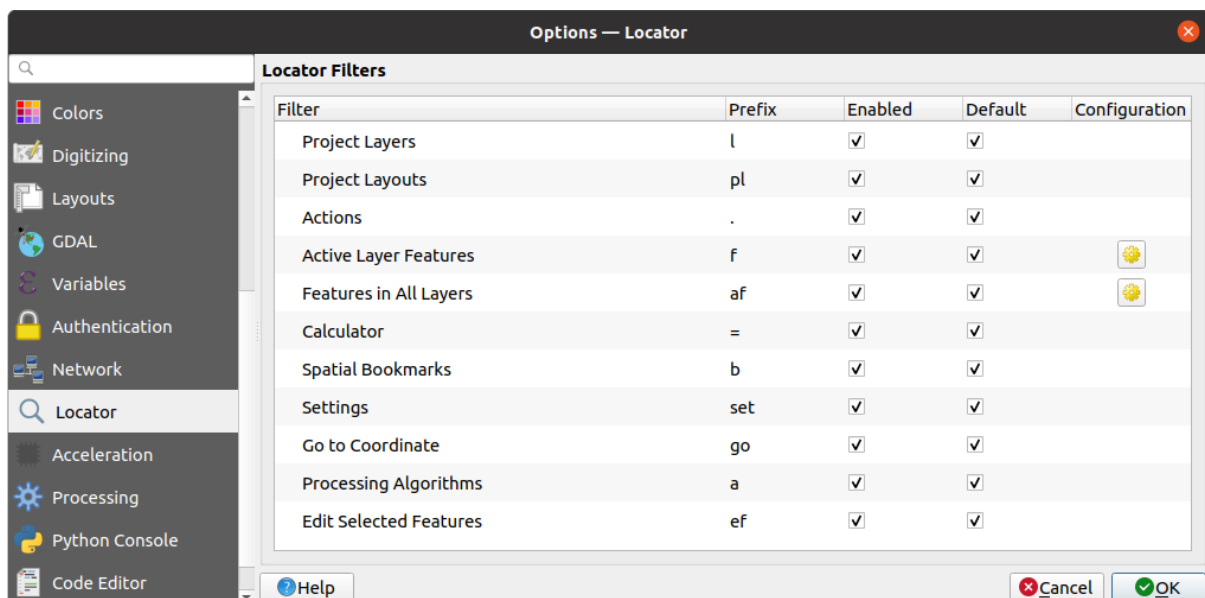 Options — Locator
Colors
Digitizing
Layouts
GDAL
Variables
Authentication
Network
Locator
Acceleration
Processing
Python Console
Code Editor
Locator Filters
Filter Prefix Enabled Default Configuration
Project Layers l
Project Layouts pl
Actions .
Active Layer Features f
Features in All Layers af
Calculator =
Spatial Bookmarks b
Settings set
Go to Coordinate go
Processing Algorithms a
Edit Selected Features ef
Help Cancel OK